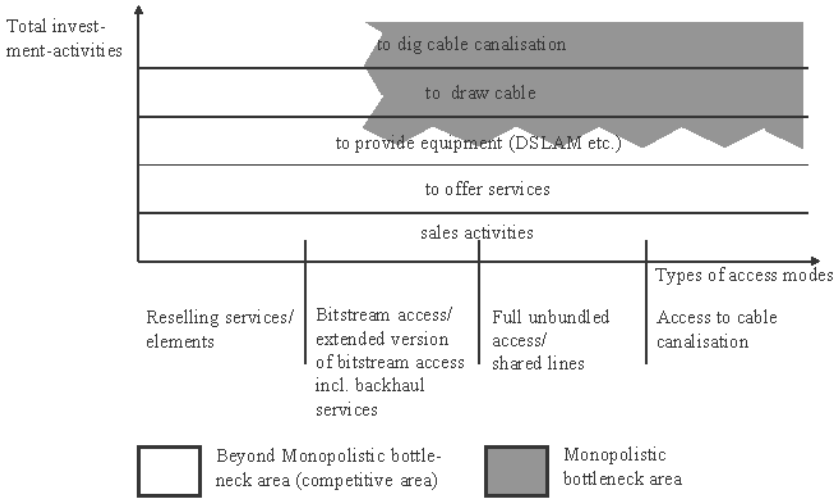 Total invest-
ment-activities
to dig cable canalisation
to draw cable
to provide equipment (DSLAM etc.)
to offer services
sales activities
Types of access modes
Reselling services/
elements
Bitstream access/
extended version
of bitstream access
incl. backhaul
services
Full unbundled
access/
shared lines
Access to cable
canalisation
Beyond Monopolistic bottle-
neck area (competitive area)
Monopolistic
bottleneck area